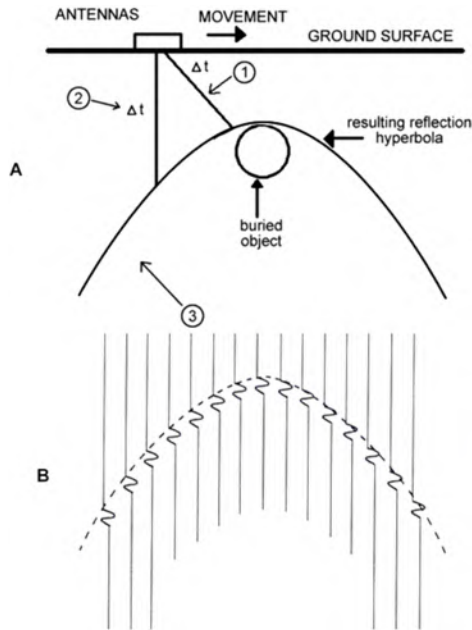 ANTENNAS
MOVEMENT
GROUND SURFACE
Δt
1
2
Δt
resulting reflection
hyperbola
A
buried
object
3
B